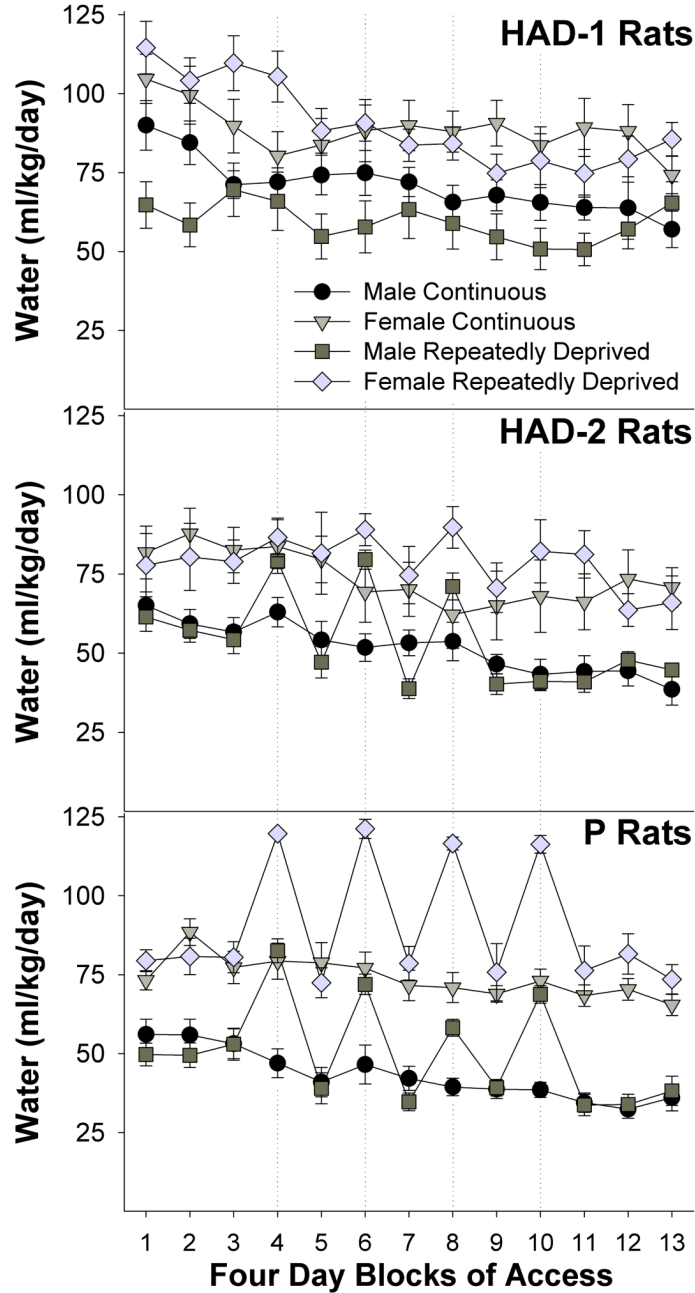 HAD-1 Rats
125
100
75
50
25
Water (ml/kg/day)
Male Continuous
Female Continuous
Male Repeatedly Deprived
Female Repeatedly Deprived
HAD-2 Rats
125
100
75
50
25
Water (ml/kg/day)
P Rats
125
100
75
50
25
Water (ml/kg/day)
1 2 3 4 5 6 7 8 9 10 11 12 13
Four Day Blocks of Access